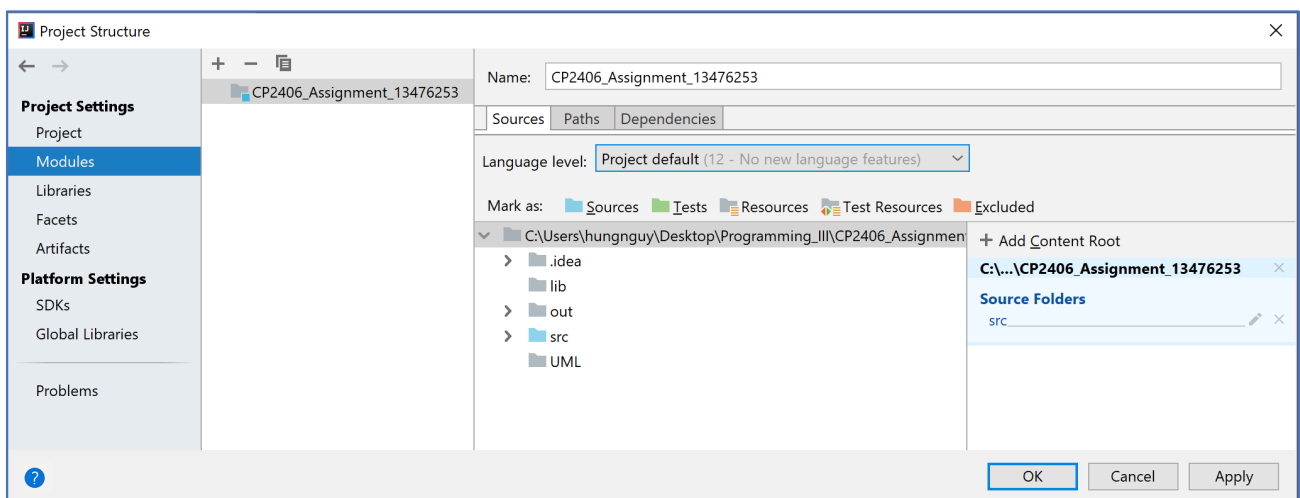 Project Structure
Project Settings
Project
Modules
Libraries
Facets
Artifacts
Platform Settings
SDKs
Global Libraries
Problems
CP2406_Assignment_13476253
Name: CP2406_Assignment_13476253
Sources Paths Dependencies
Language level: Project default (12 - No new language features)
Mark as: Sources Tests Resources Test Resources Excluded
C:\Users\hungnguy\Desktop\Programming_III\CP2406_Assignmen
.idea
lib
out
src
UML
+ Add Content Root
C:\...\CP2406_Assignment_13476253
Source Folders
src
? OK Cancel Apply